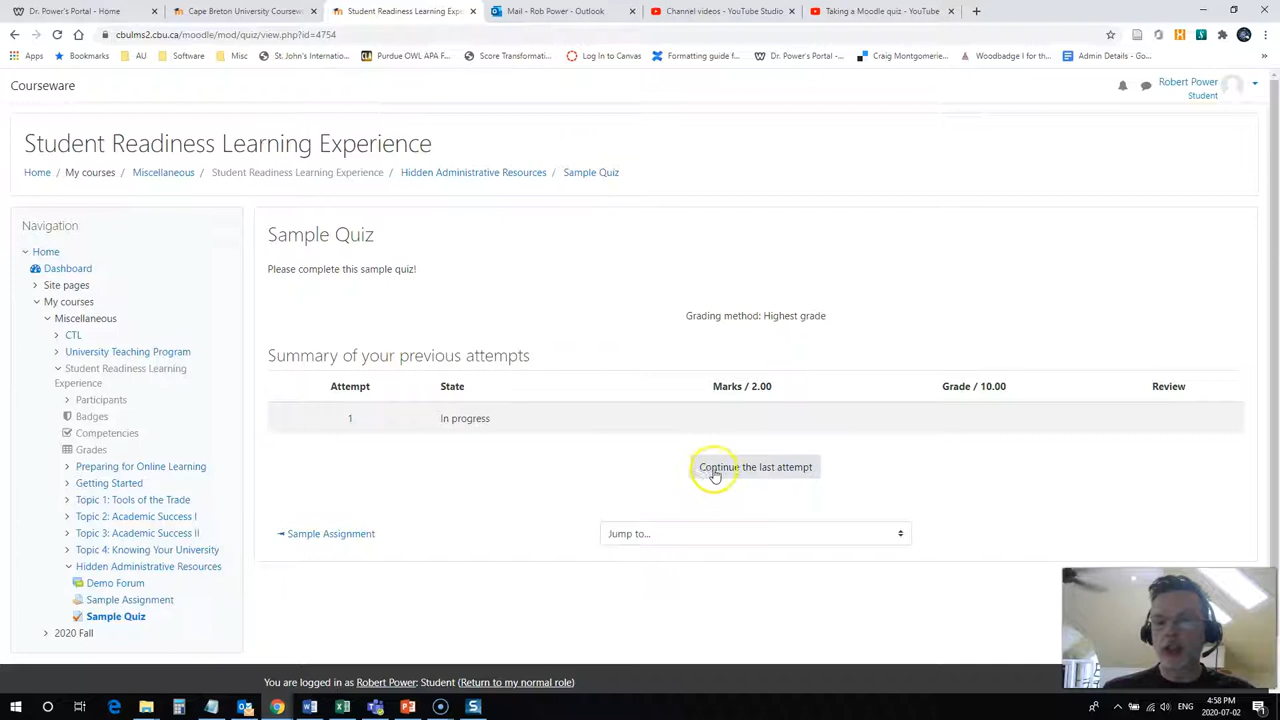 Dr. Power's Portal - Home
Cape Breton University Coursew
Student Readiness Learning Exp
Mail - Rob Power - Outlook
Channel videos - YouTube Studio
Taking a Moodle quiz - YouTube
cbulms2.cbu.ca/moodle/mod/quiz/view.php?id=4754
Apps
Bookmarks
AU
Software
Misc
St. John's Internatio...
Purdue OWL APA F...
Score Transformati...
Log In to Canvas
Formatting guide f...
Dr. Power's Portal -...
Craig Montgomerie...
Woodbadge I for th...
Admin Details - Go...
Courseware
Robert Power
Student
Student Readiness Learning Experience
Home / My courses / Miscellaneous / Student Readiness Learning Experience / Hidden Administrative Resources / Sample Quiz
Navigation
Home
Dashboard
Site pages
My courses
Miscellaneous
CTL
University Teaching Program
Student Readiness Learning
Experience
Participants
Badges
Competencies
Grades
Preparing for Online Learning
Getting Started
Topic 1: Tools of the Trade
Topic 2: Academic Success I
Topic 3: Academic Success II
Topic 4: Knowing Your University
Hidden Administrative Resources
Demo Forum
Sample Assignment
Sample Quiz
2020 Fall
Sample Quiz
Please complete this sample quiz!
Grading method: Highest grade
Summary of your previous attempts
Attempt State Marks / 2.00 Grade / 10.00 Review
1 In progress
Continue the last attempt
◄ Sample Assignment
Jump to...
You are logged in as Robert Power: Student (Return to my normal role)
ENG
4:58 PM
2020-07-02